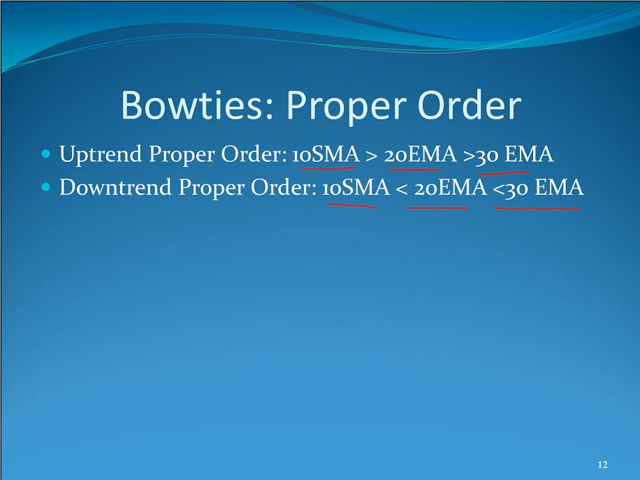 Bowties: Proper Order
Uptrend Proper Order: 10SMA > 20EMA >30 EMA
Downtrend Proper Order: 10SMA < 20EMA <30 EMA
12